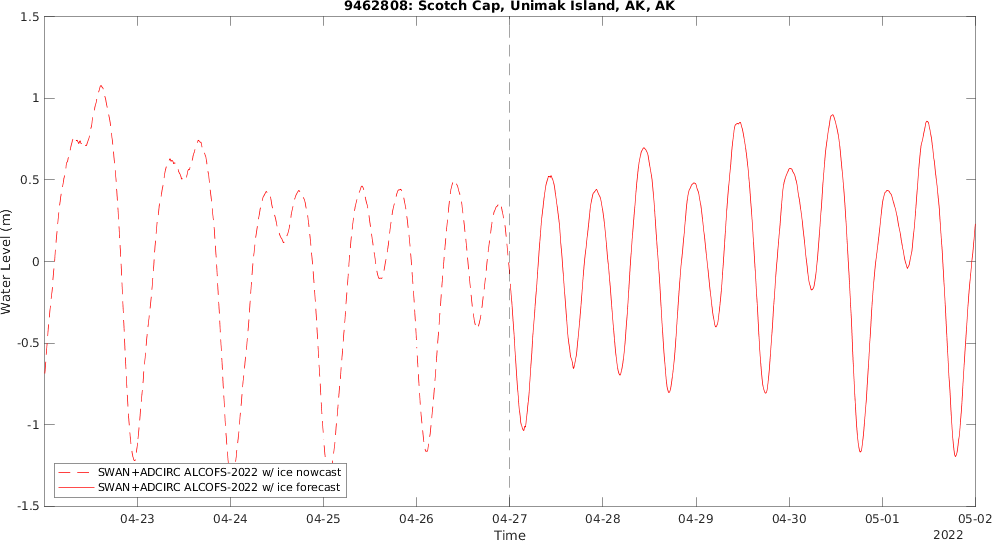 9462808: Scotch Cap, Unimak Island, AK, AK
1.5
1
0.5
0
-0.5
-1
-1.5
Water Level (m)
SWAN+ADCIRC ALCOFS-2022 w/ ice nowcast
SWAN+ADCIRC ALCOFS-2022 w/ ice forecast
04-23 04-24 04-25 04-26 04-27 04-28 04-29 04-30 05-01 05-02
Time
2022